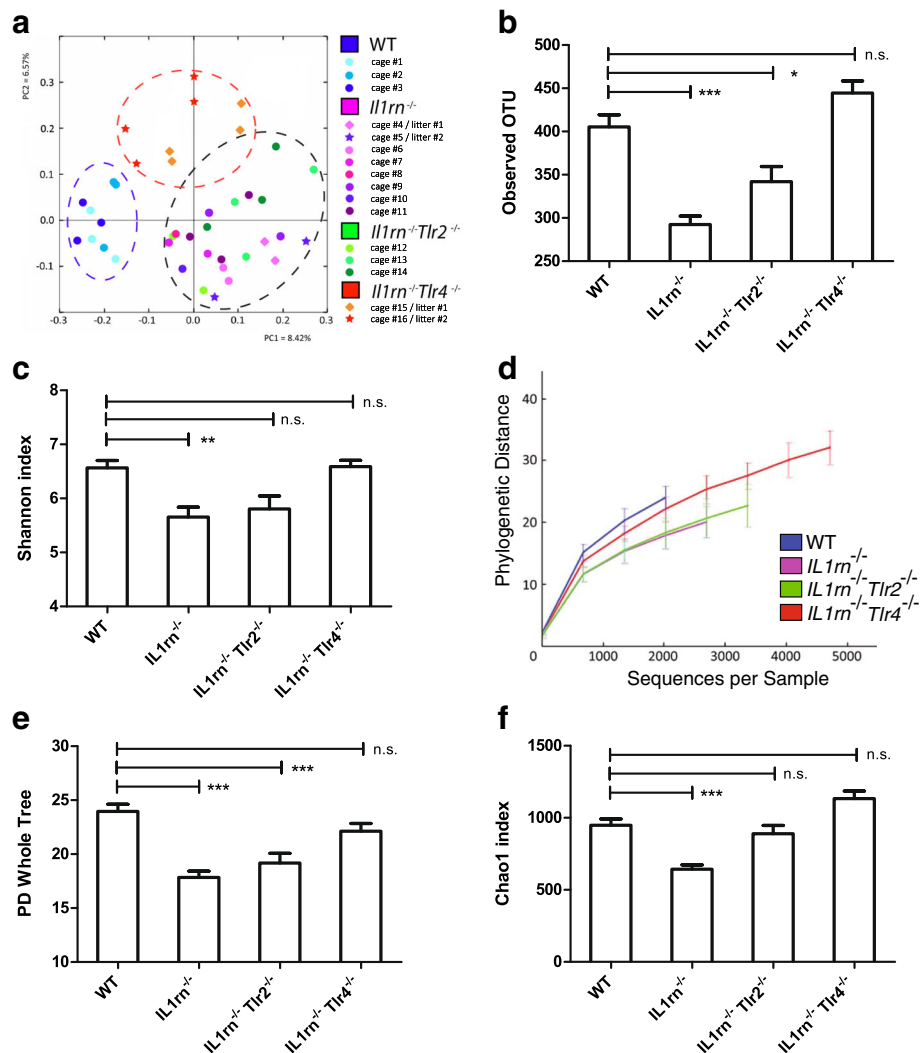 a
PC2 = 6.57%
0.3
0.2
0.1
0.0
-0.1
-0.3
-0.2
-0.1
0.0
0.1
0.2
0.3
PC1 = 8.42%
WT
cage #1
cage #2
cage #3
Il1rn -/-
cage #4 / litter #1
cage #5 / litter #2
cage #6
cage #7
cage #8
cage #9
cage #10
cage #11
Il1rn-/-Tlr2 -/-
cage #12
cage #13
cage #14
Il1rn-/-Tlr4 -/-
cage #15 / litter #1
cage #16 / litter #2
b
Observed OTU
500
450
400
350
300
250
n.s.
*
***
WT
IL1rn-/-
IL1rn-/- Tlr2-/-
IL1rn-/- Tlr4-/-
c
Shannon index
8
7
6
5
4
n.s.
n.s.
**
WT
IL1rn-/-
IL1rn-/- Tlr2-/-
IL1rn-/- Tlr4-/-
d
Phylogenetic Distance
40
30
20
10
0
1000
2000
3000
4000
5000
Sequences per Sample
WT
IL1rn-/-
IL1rn-/-Tlr2-/-
IL1rn-/-Tlr4-/-
e
PD Whole Tree
30
25
20
15
10
n.s.
***
***
WT
IL1rn-/-
IL1rn-/- Tlr2-/-
IL1rn-/- Tlr4-/-
f
Chao1 index
1500
1000
500
0
n.s.
n.s.
***
WT
IL1rn-/-
IL1rn-/- Tlr2-/-
IL1rn-/- Tlr4-/-